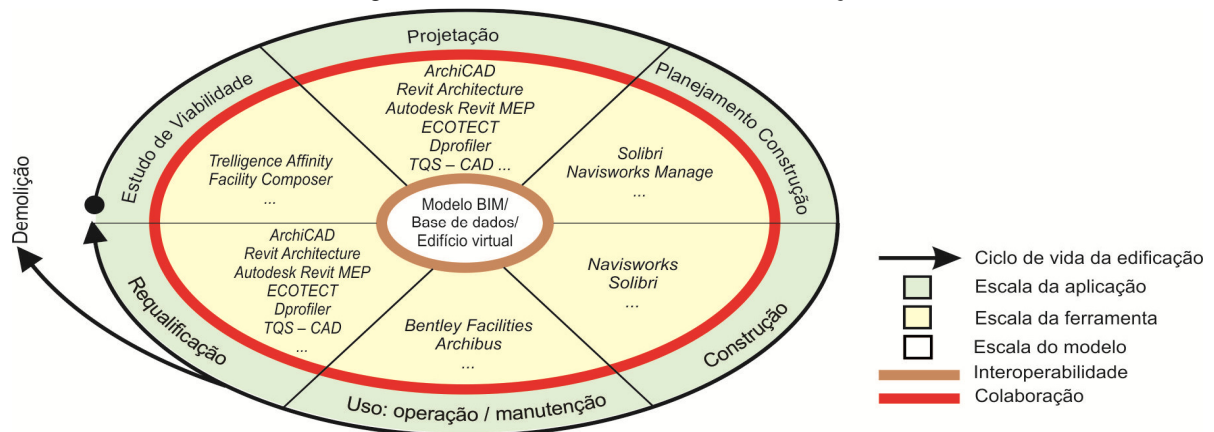 Projetação
Estudo de Viabilidade
Planejamento Construção
Construção
Uso: operação / manutenção
Requalificação
Demolição
ArchiCAD
Revit Architecture
Autodesk Revit MEP
ECOTECT
Dprofiler
TQS – CAD ...
Trelligence Affinity
Facility Composer
...
Solibri
Navisworks Manage
...
Modelo BIM/
Base de dados/
Edifício virtual
ArchiCAD
Revit Architecture
Autodesk Revit MEP
ECOTECT
Dprofiler
TQS – CAD
...
Navisworks
Solibri
...
Bentley Facilities
Archibus
...
Ciclo de vida da edificação
Escala da aplicação
Escala da ferramenta
Escala do modelo
Interoperabilidade
Colaboração